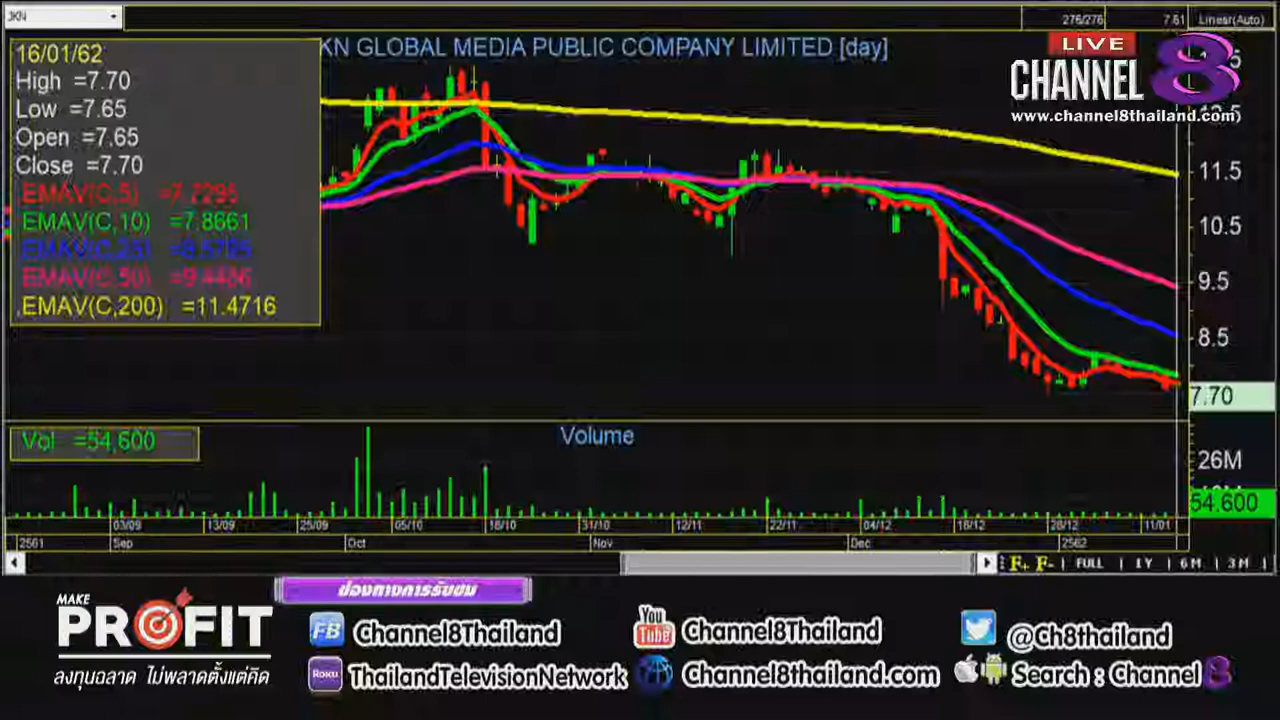 JKN
276/276
7.61
Linear(Auto)
16/01/62
High =7.70
Low =7.65
Open =7.65
Close =7.70
.EMAV(C,5) =7.7295
.EMAV(C,10) =7.8661
.EMAV(C,25)
.EMAV(C,50) =9.4486
.EMAV(C,200) =11.4716
KN GLOBAL MEDIA PUBLIC COMPANY LIMITED [day]
LIVE
CHANNEL 8
www.channel8thailand.com
11.5
10.5
9.5
8.5
7.70
Vol =54,600
Volume
26M
54,600
03/09
13/09
25/09
05/10
16/10
31/10
12/11
22/11
04/12
28/12
11/01
2561
Sep
Oct
Nov
Dec
2562
F+ F- | FULL | 1Y | 6M | 3M |
MAKE
PROFIT
ลงทุนฉลาด ไม่พลาดตั้งแต่คิด
ช่องทางการรับชม
FB Channel8Thailand
You Tube Channel8Thailand
@Ch8thailand
Roku ThailandTelevisionNetwork
Channel8Thailand.com
Search : Channel 8